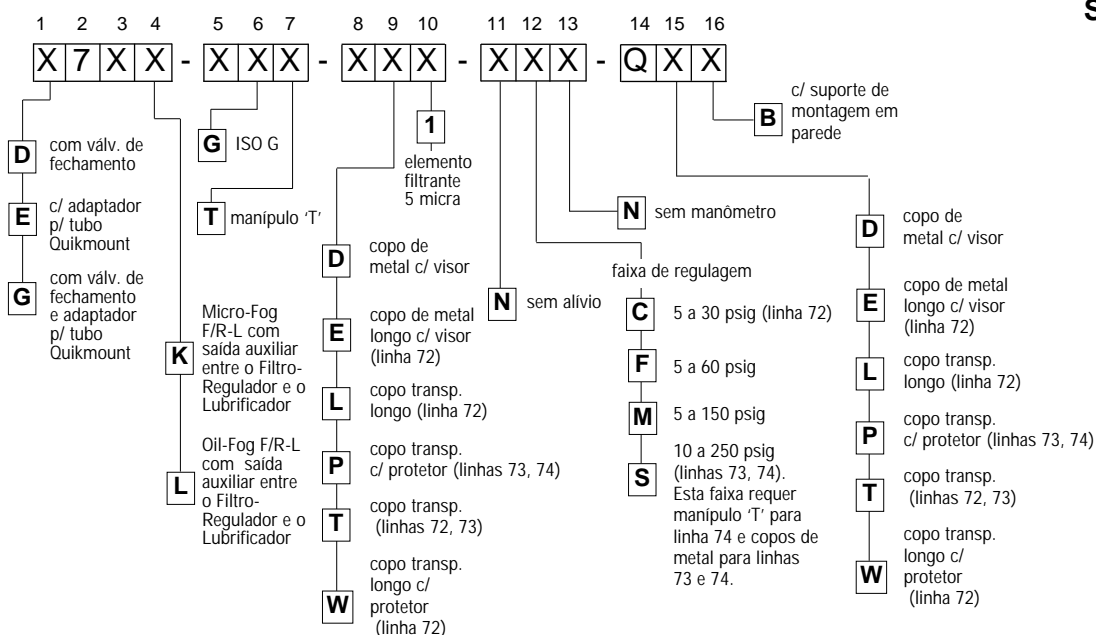 S
1 2 3 4 5 6 7 8 9 10 11 12 13 14 15 16
X 7 X X - X X X - X X X - X X X - Q X X
D
com válv. de
fechamento
E
c/ adaptador
p/ tubo
Quikmount
G
com válv. de
fechamento
e adaptador
p/ tubo
Quikmount
K
Micro-Fog
F/R-L com
saída auxiliar
entre o Filtro-
Regulador e o
Lubrificador
L
Oil-Fog F/R-L
com saída
auxiliar entre
o Filtro-
Regulador e o
Lubrificador
G ISO G
T manípulo 'T'
D
copo de
metal c/ visor
E
copo de metal
longo c/ visor
(linha 72)
L
copo transp.
longo (linha 72)
P
copo transp.
c/ protetor (linhas 73, 74)
T
copo transp.
(linhas 72, 73)
W
copo transp.
longo c/
protetor
(linha 72)
1
elemento
filtrante
5 micra
N sem alívio
faixa de regulagem
C 5 a 30 psig (linha 72)
F 5 a 60 psig
M 5 a 150 psig
S
10 a 250 psig
(linhas 73, 74).
Esta faixa requer
manípulo 'T' para
linha 74 e copos de
metal para linhas
73 e 74.
N sem manômetro
D
copo de
metal c/ visor
E
copo de metal
longo c/ visor
(linha 72)
L
copo transp.
longo (linha 72)
P
copo transp.
c/ protetor (linhas 73, 74)
T
copo transp.
(linhas 72, 73)
W
copo transp.
longo c/
protetor
(linha 72)
B
c/ suporte de
montagem em
parede